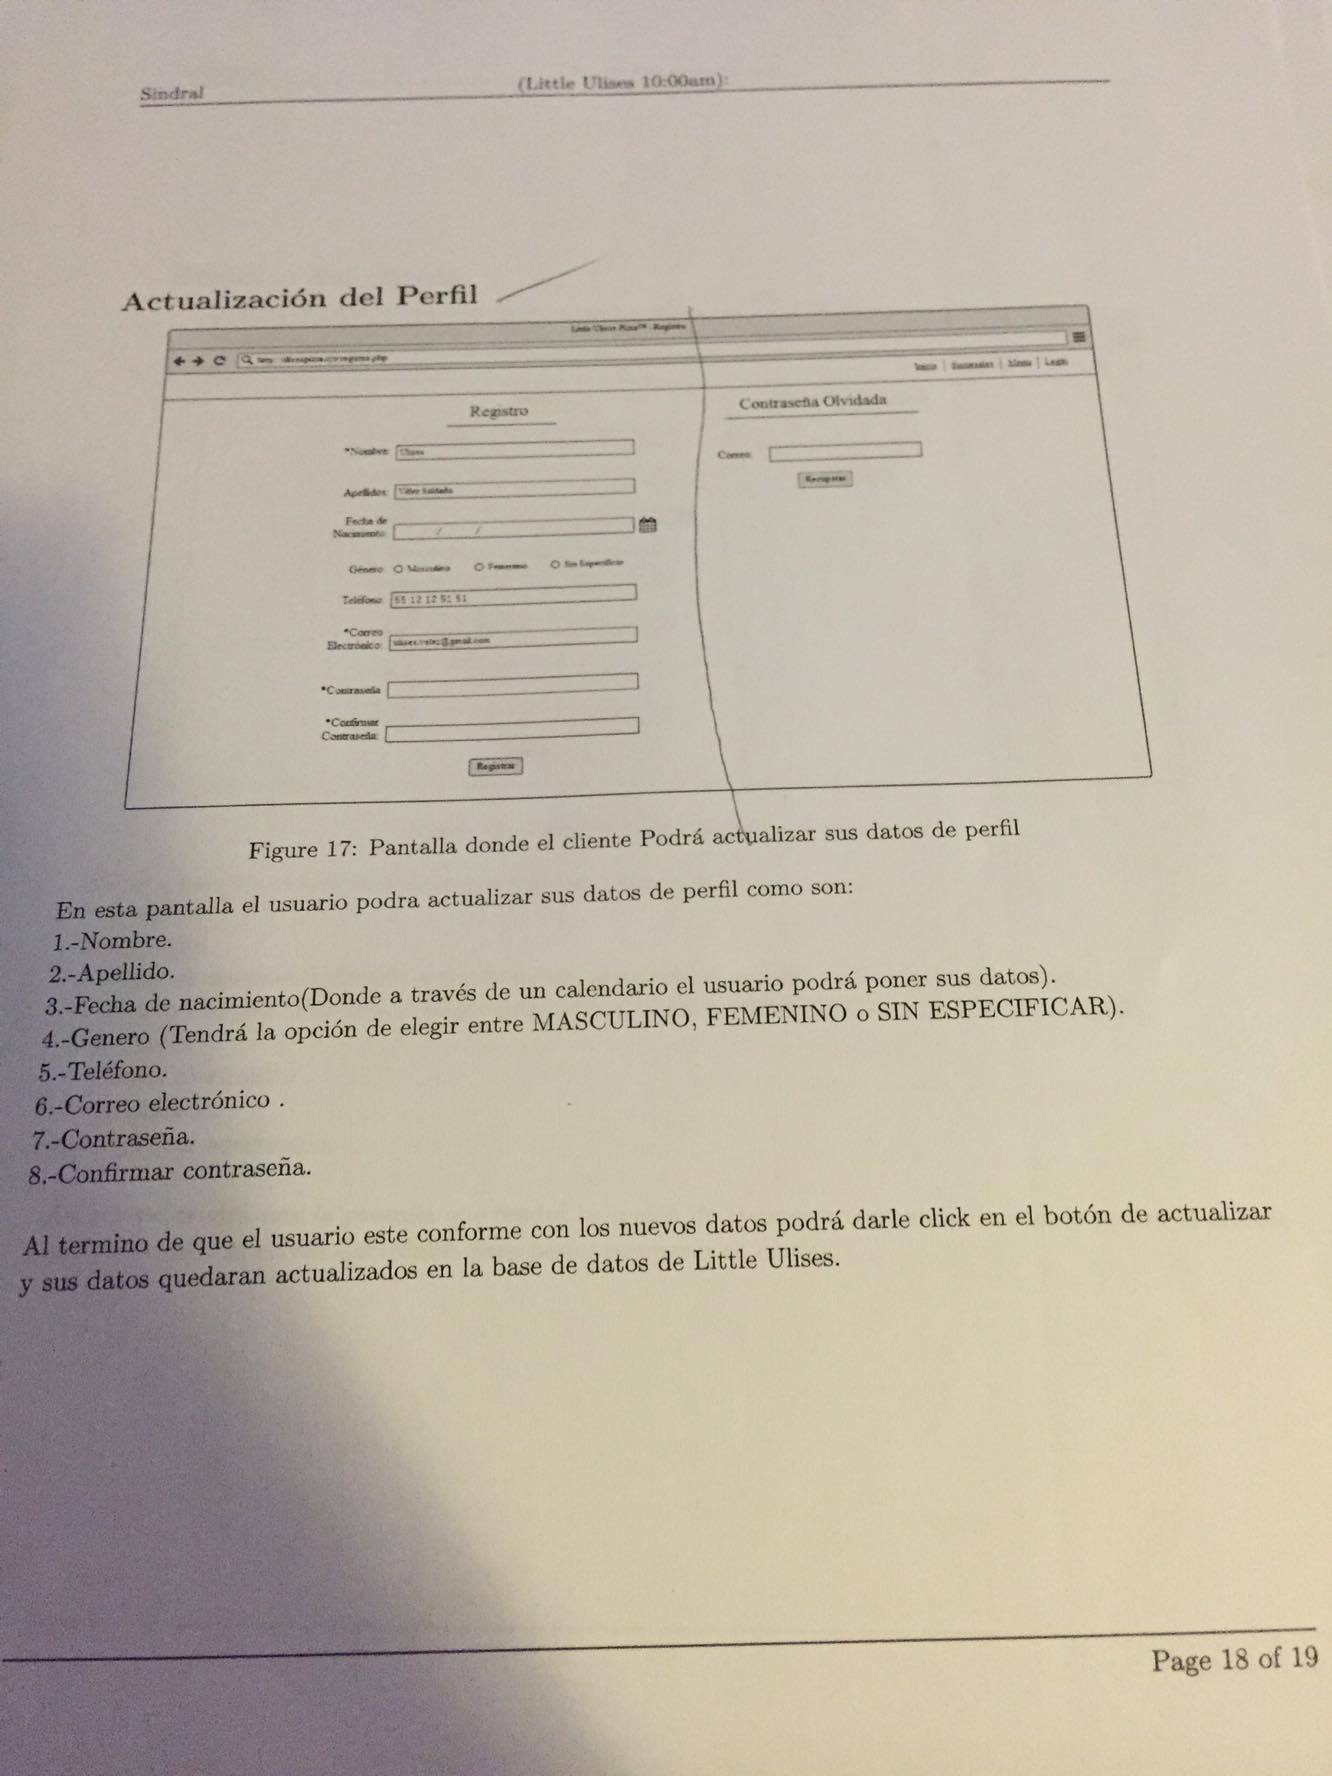 Sindral
(Little Ulises 10:00am):
Actualización del Perfil
Little Ulises Pizza™ - Registro
Inicio | Sucursales | Menu | Login
Registro
*Nombre: Ulises
Apellidos:
Fecha de
Nacimiento: / /
Género: Masculino Femenino Sin Especificar
Teléfono: 55 12 12 51 51
*Correo
Electrónico:
*Contraseña
*Confirmar
Contraseña:
Registrar
Contraseña Olvidada
Correo:
Recuperar
Figure 17: Pantalla donde el cliente Podrá actualizar sus datos de perfil
En esta pantalla el usuario podra actualizar sus datos de perfil como son:
1.-Nombre.
2.-Apellido.
3.-Fecha de nacimiento(Donde a través de un calendario el usuario podrá poner sus datos).
4.-Genero (Tendrá la opción de elegir entre MASCULINO, FEMENINO o SIN ESPECIFICAR).
5.-Teléfono.
6.-Correo electrónico .
7.-Contraseña.
8.-Confirmar contraseña.
Al termino de que el usuario este conforme con los nuevos datos podrá darle click en el botón de actualizar
y sus datos quedaran actualizados en la base de datos de Little Ulises.
Page 18 of 19